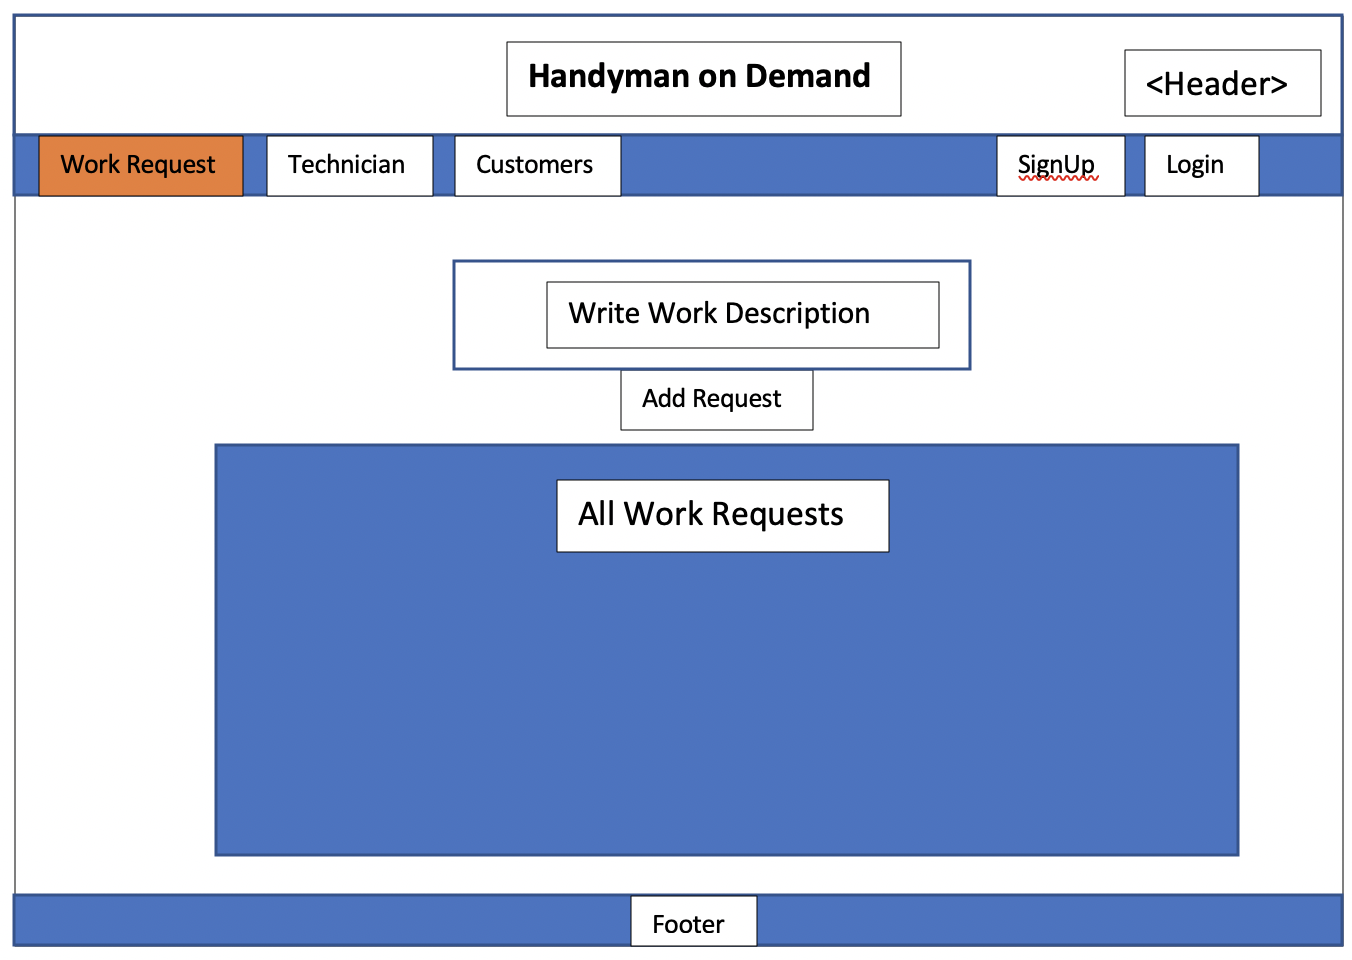 Handyman on Demand
<Header>
Work Request
Technician
Customers
SignUp
Login
Write Work Description
Add Request
All Work Requests
Footer